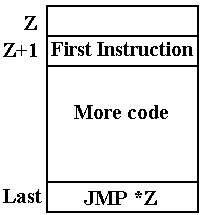 Z
Z+1 First Instruction
More code
Last JMP *Z